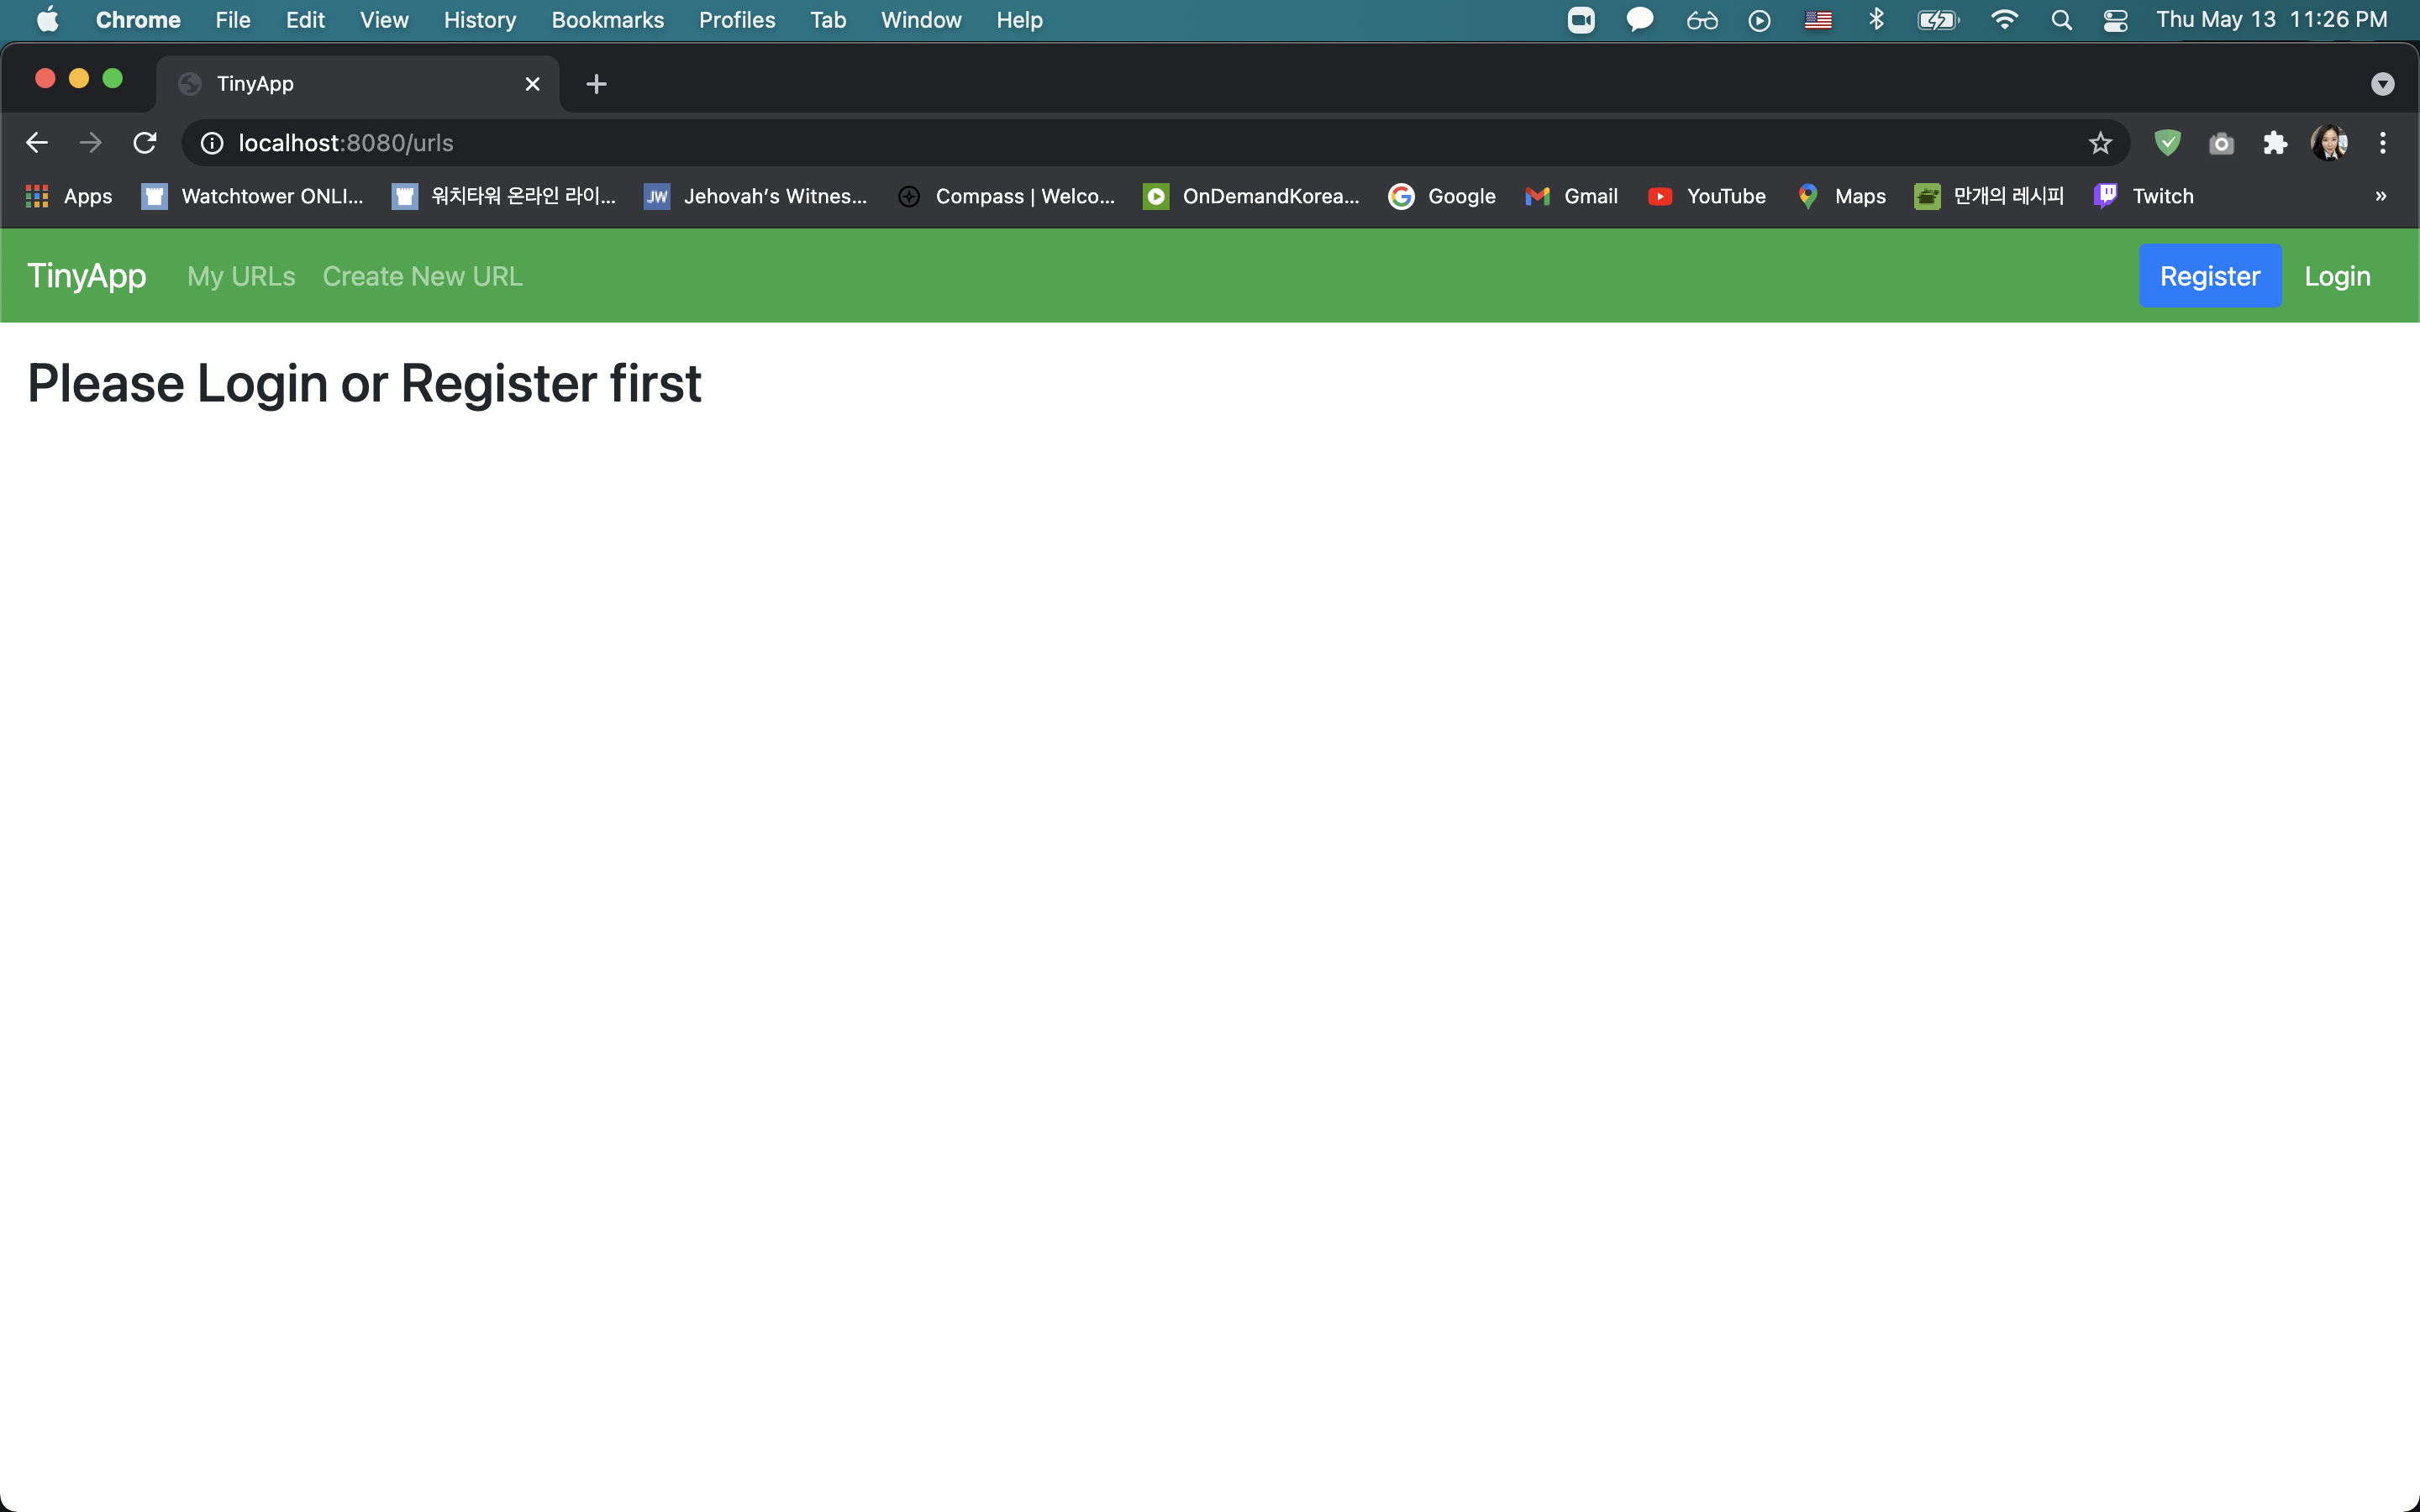 Chrome File Edit View History Bookmarks Profiles Tab Window Help Thu May 13 11:26 PM
TinyApp
localhost:8080/urls
Apps Watchtower ONLI... 워치타워 온라인 라이... JW Jehovah's Witnes... Compass | Welco... OnDemandKorea... Google Gmail YouTube Maps 만개의 레시피 Twitch »
TinyApp My URLs Create New URL Register Login
Please Login or Register first